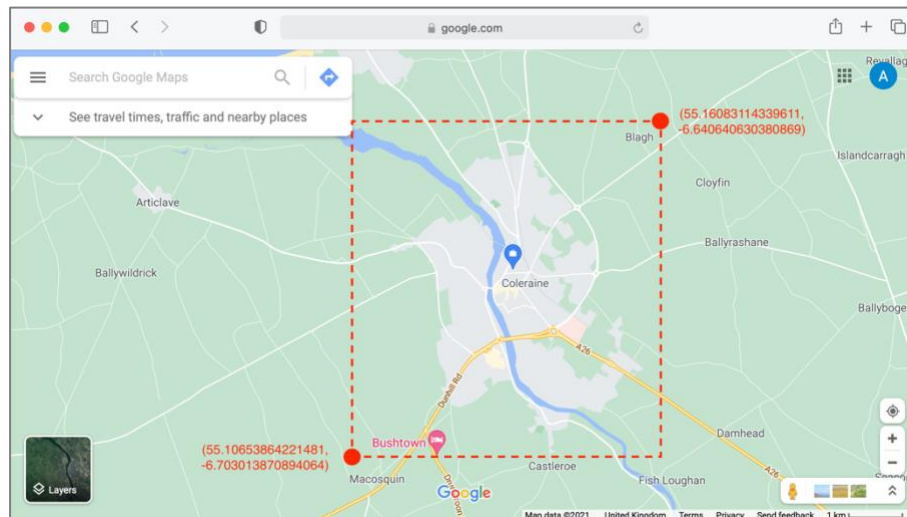 google.com
Search Google Maps
See travel times, traffic and nearby places
A
(55.16083114339611,
-6.640640630380869)
Blagh
Islandcarragh
Cloyfin
Articlave
Ballyrashane
Ballywildrick
Coleraine
Ballyboge
A26
Dunhill Rd
(55.10653864221481,
-6.703013870894064)
Bushtown
Damhead
Macosquin
Castleroe
A26
Fish Loughan
Layers
Google
Map data ©2021 United Kingdom Terms Privacy Send feedback 1 km